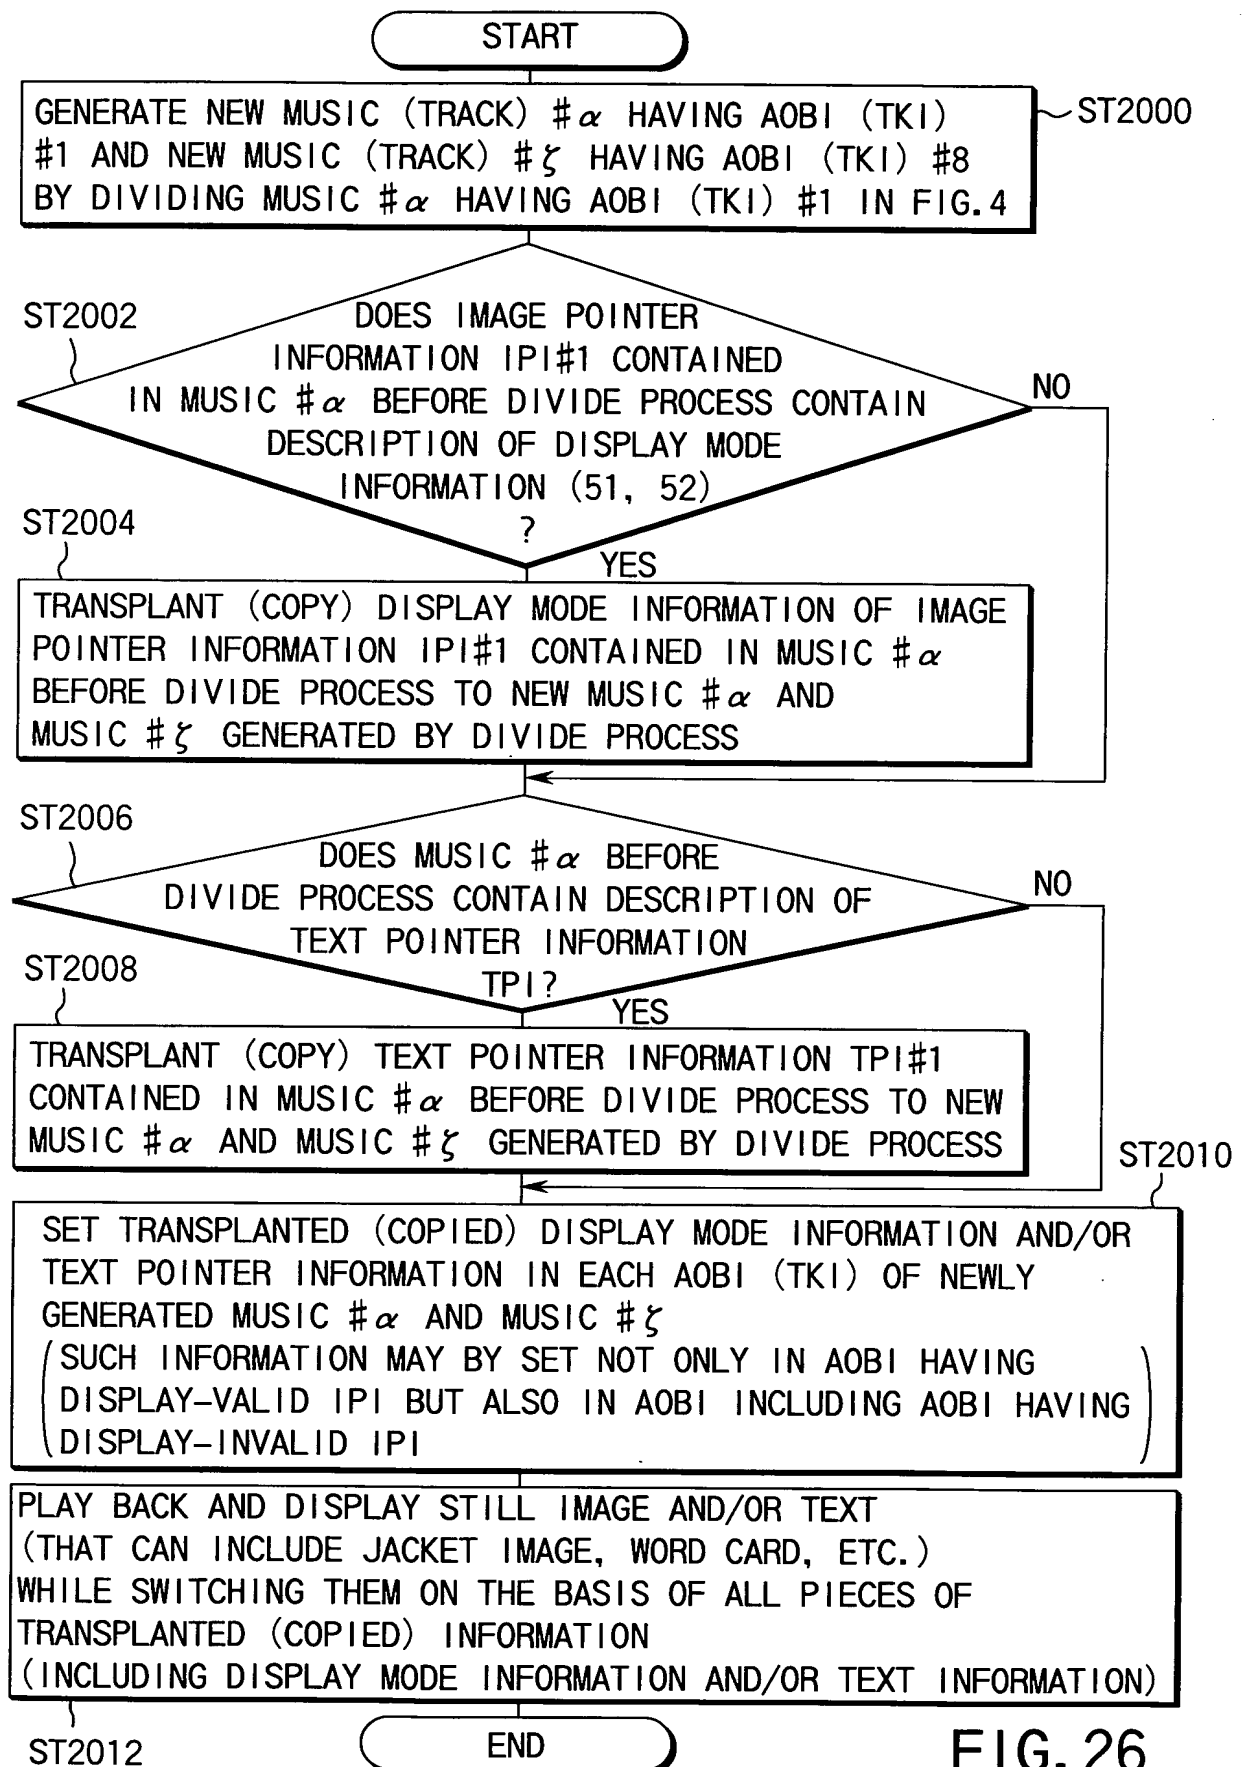 START
GENERATE NEW MUSIC (TRACK) #α HAVING AOBI (TKI)
#1 AND NEW MUSIC (TRACK) #ζ HAVING AOBI (TKI) #8
BY DIVIDING MUSIC #α HAVING AOBI (TKI) #1 IN FIG.4
ST2000
ST2002
DOES IMAGE POINTER
INFORMATION IPI#1 CONTAINED
IN MUSIC #α BEFORE DIVIDE PROCESS CONTAIN
DESCRIPTION OF DISPLAY MODE
INFORMATION (51, 52)
?
NO
YES
ST2004
TRANSPLANT (COPY) DISPLAY MODE INFORMATION OF IMAGE
POINTER INFORMATION IPI#1 CONTAINED IN MUSIC #α
BEFORE DIVIDE PROCESS TO NEW MUSIC #α AND
MUSIC #ζ GENERATED BY DIVIDE PROCESS
ST2006
DOES MUSIC #α BEFORE
DIVIDE PROCESS CONTAIN DESCRIPTION OF
TEXT POINTER INFORMATION
TPI?
NO
YES
ST2008
TRANSPLANT (COPY) TEXT POINTER INFORMATION TPI#1
CONTAINED IN MUSIC #α BEFORE DIVIDE PROCESS TO NEW
MUSIC #α AND MUSIC #ζ GENERATED BY DIVIDE PROCESS
ST2010
SET TRANSPLANTED (COPIED) DISPLAY MODE INFORMATION AND/OR
TEXT POINTER INFORMATION IN EACH AOBI (TKI) OF NEWLY
GENERATED MUSIC #α AND MUSIC #ζ
(SUCH INFORMATION MAY BY SET NOT ONLY IN AOBI HAVING
DISPLAY-VALID IPI BUT ALSO IN AOBI INCLUDING AOBI HAVING
DISPLAY-INVALID IPI)
PLAY BACK AND DISPLAY STILL IMAGE AND/OR TEXT
(THAT CAN INCLUDE JACKET IMAGE, WORD CARD, ETC.)
WHILE SWITCHING THEM ON THE BASIS OF ALL PIECES OF
TRANSPLANTED (COPIED) INFORMATION
(INCLUDING DISPLAY MODE INFORMATION AND/OR TEXT INFORMATION)
ST2012
END
FIG. 26